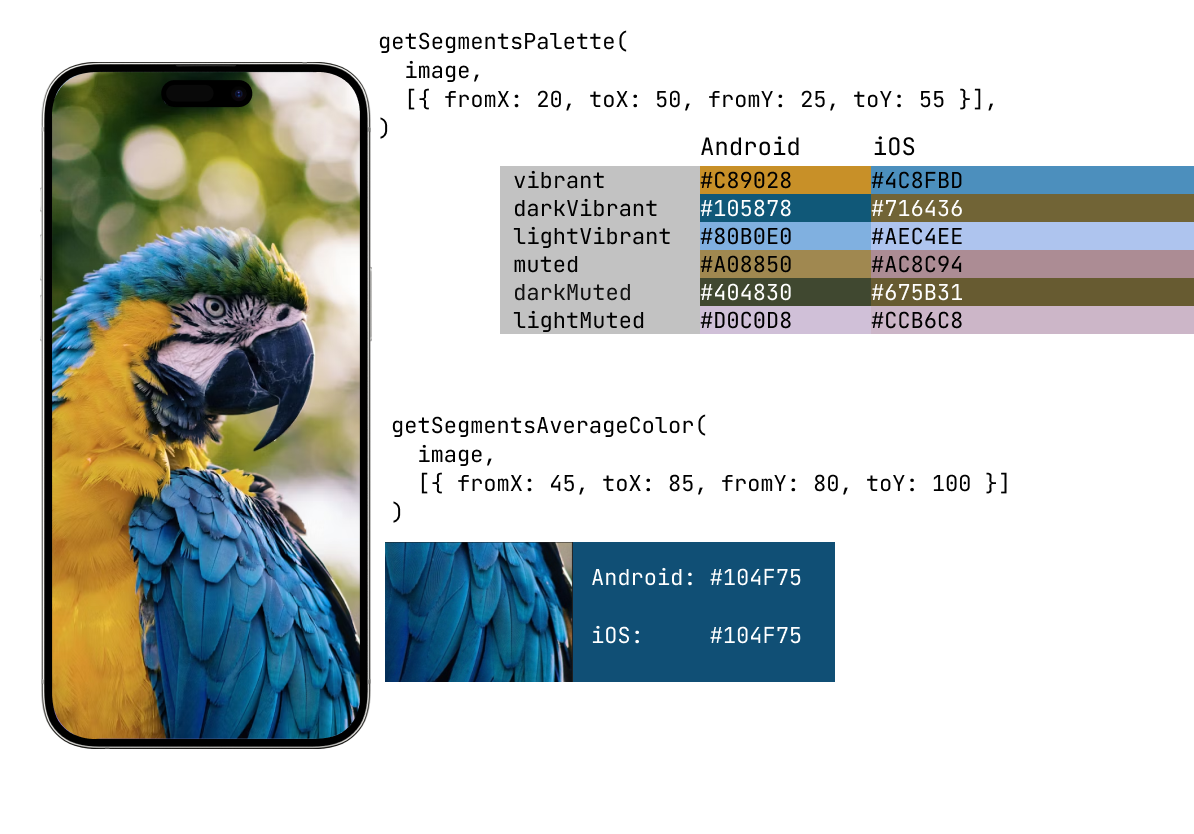 getSegmentsPalette(
image,
[{ fromX: 20, toX: 50, fromY: 25, toY: 55 }],
)
Android iOS
vibrant #C89028 #4C8FBD
darkVibrant #105878 #716436
lightVibrant #80B0E0 #AEC4EE
muted #A08850 #AC8C94
darkMuted #404830 #675B31
lightMuted #D0C0D8 #CCB6C8
getSegmentsAverageColor(
image,
[{ fromX: 45, toX: 85, fromY: 80, toY: 100 }]
)
Android: #104F75
iOS: #104F75